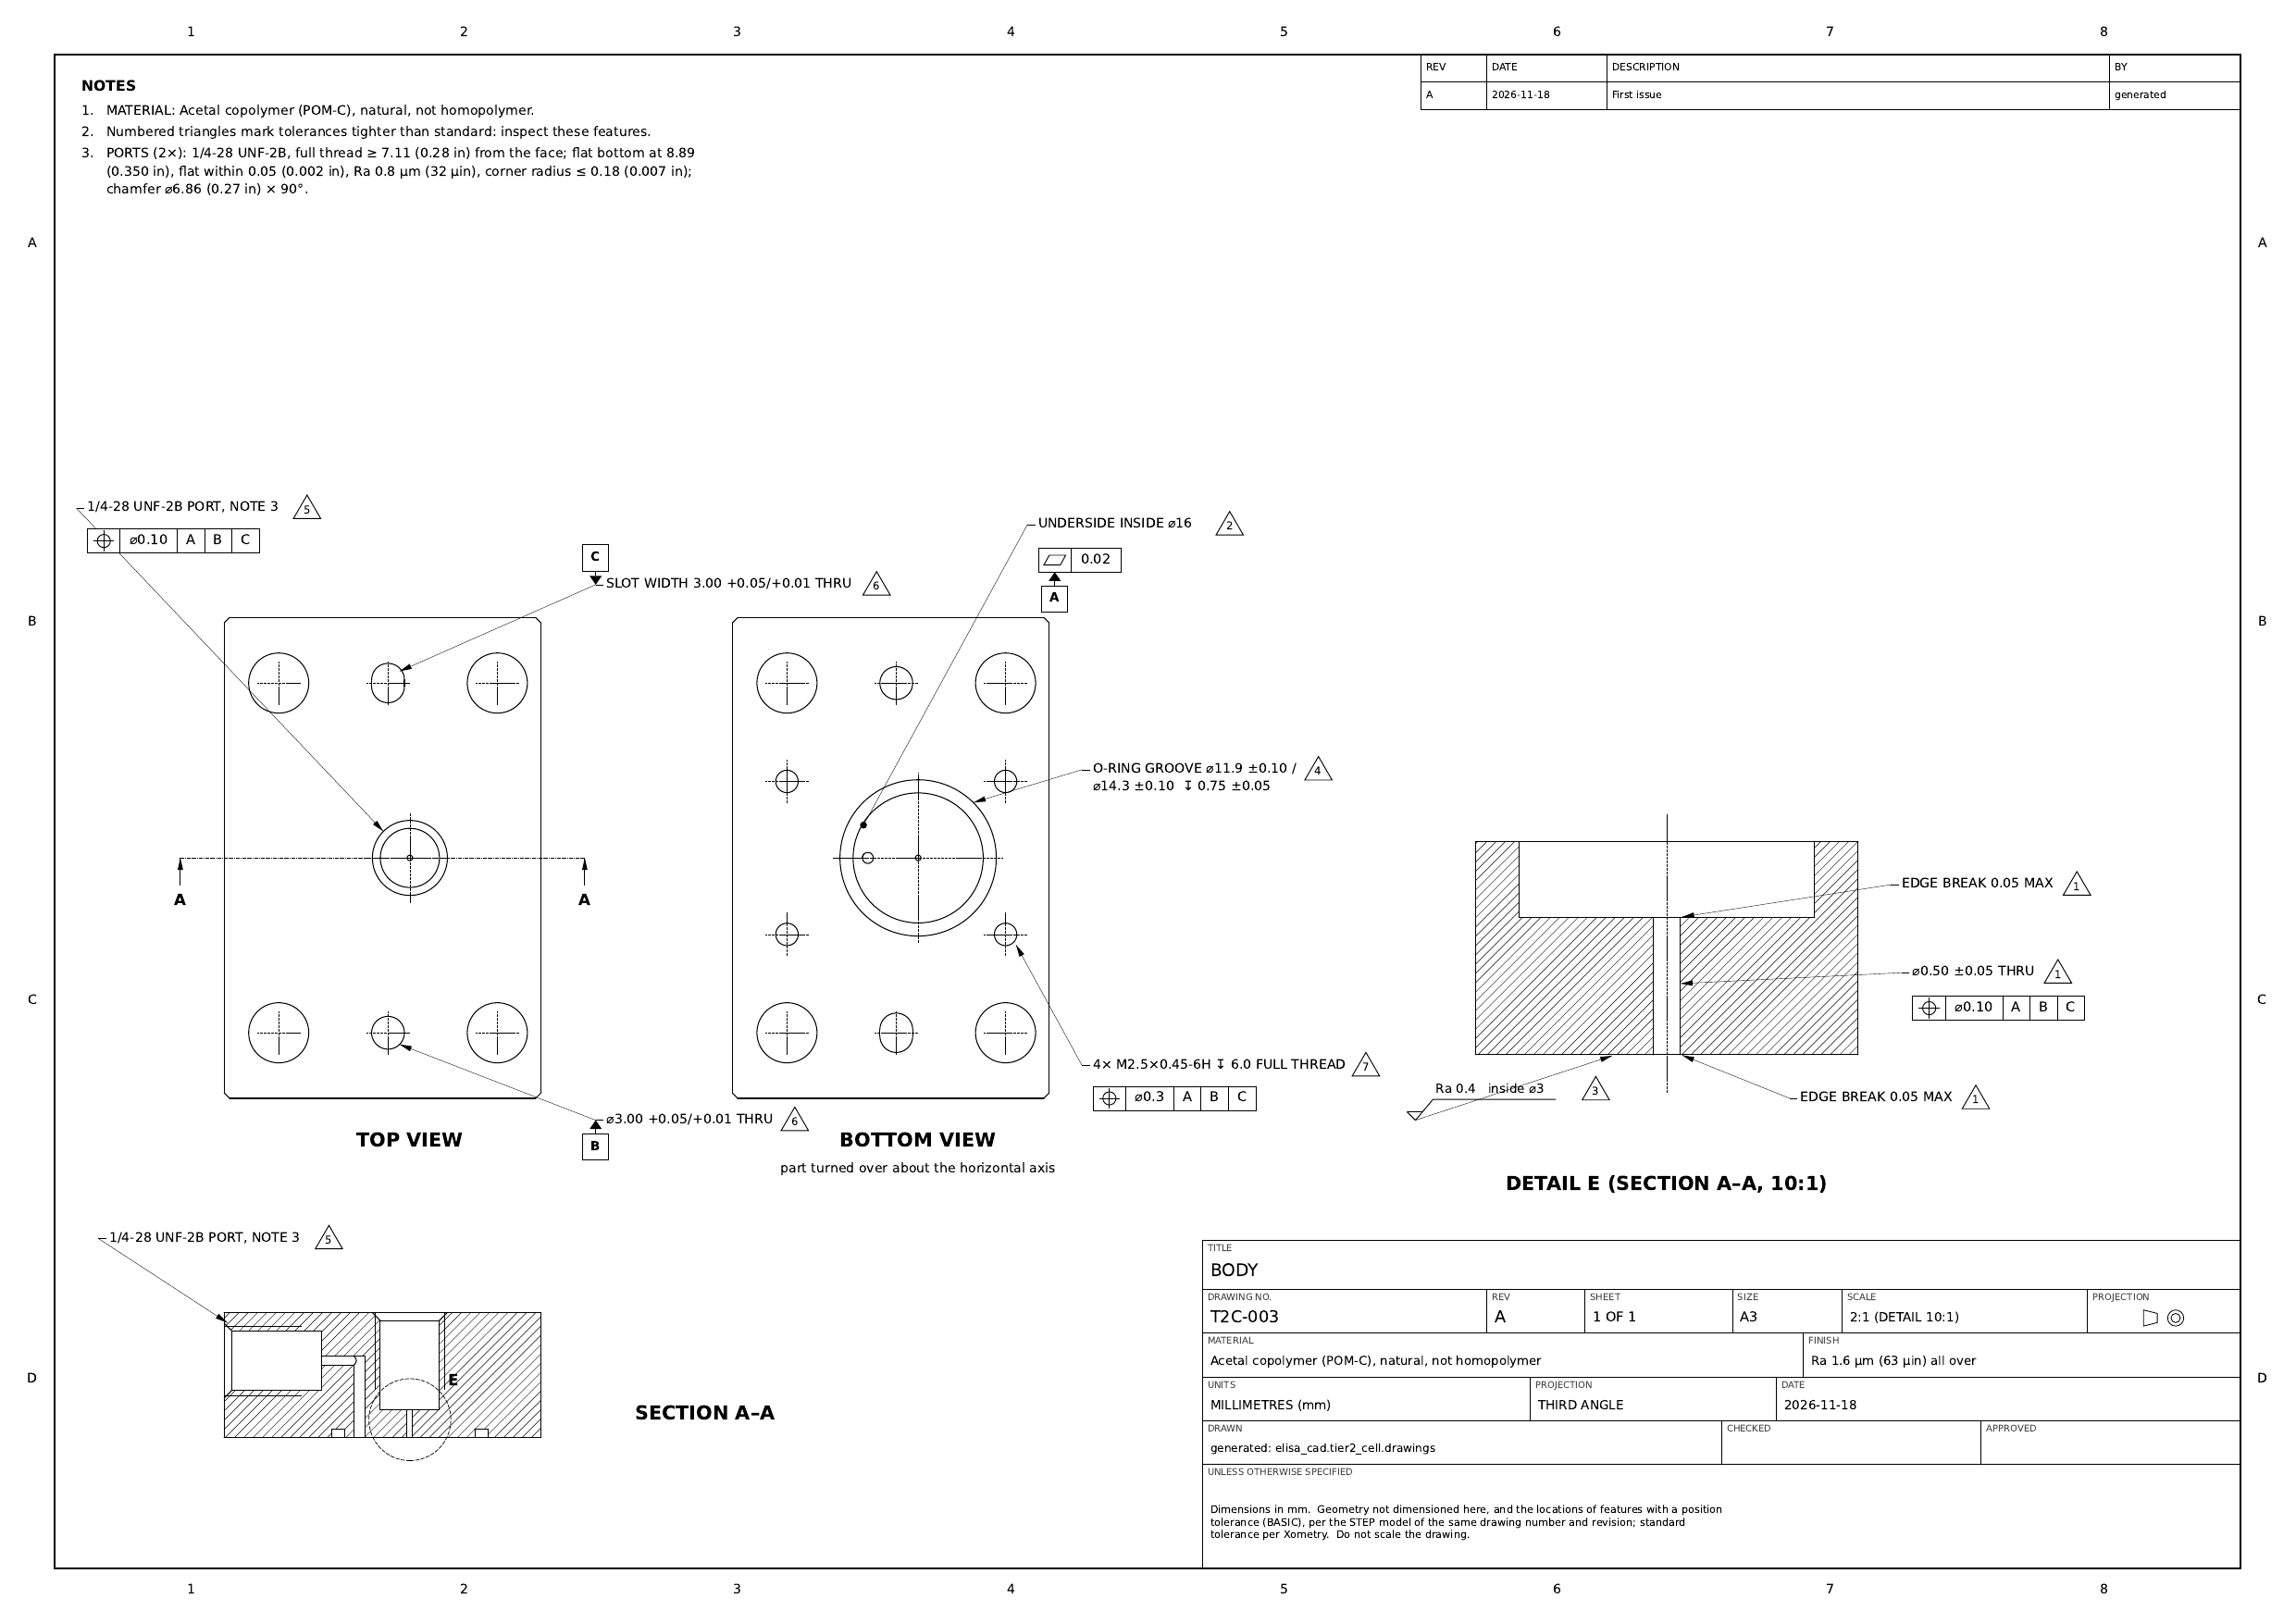 1 2 3 4 5 6 7 8
REV DATE DESCRIPTION BY
A 2026-11-18 First issue generated
NOTES
1. MATERIAL: Acetal copolymer (POM-C), natural, not homopolymer.
2. Numbered triangles mark tolerances tighter than standard: inspect these features.
3. PORTS (2×): 1/4-28 UNF-2B, full thread ≥ 7.11 (0.28 in) from the face; flat bottom at 8.89
(0.350 in), flat within 0.05 (0.002 in), Ra 0.8 µm (32 µin), corner radius ≤ 0.18 (0.007 in);
chamfer ⌀6.86 (0.27 in) × 90°.
A A
1/4-28 UNF-2B PORT, NOTE 3 5
⌀0.10 A B C
C
SLOT WIDTH 3.00 +0.05/+0.01 THRU 6
UNDERSIDE INSIDE ⌀16 2
0.02
A
B B
O-RING GROOVE ⌀11.9 ±0.10 / 4
⌀14.3 ±0.10 ↧ 0.75 ±0.05
A A
EDGE BREAK 0.05 MAX 1
⌀0.50 ±0.05 THRU 1
⌀0.10 A B C
C C
4× M2.5×0.45-6H ↧ 6.0 FULL THREAD 7
⌀0.3 A B C
Ra 0.4 inside ⌀3 3
EDGE BREAK 0.05 MAX 1
⌀3.00 +0.05/+0.01 THRU 6
B
TOP VIEW
BOTTOM VIEW
part turned over about the horizontal axis
DETAIL E (SECTION A–A, 10:1)
1/4-28 UNF-2B PORT, NOTE 3 5
E
SECTION A–A
D D
TITLE
BODY
DRAWING NO. REV SHEET SIZE SCALE PROJECTION
T2C-003 A 1 OF 1 A3 2:1 (DETAIL 10:1)
MATERIAL FINISH
Acetal copolymer (POM-C), natural, not homopolymer Ra 1.6 µm (63 µin) all over
UNITS PROJECTION DATE
MILLIMETRES (mm) THIRD ANGLE 2026-11-18
DRAWN CHECKED APPROVED
generated: elisa_cad.tier2_cell.drawings
UNLESS OTHERWISE SPECIFIED
Dimensions in mm. Geometry not dimensioned here, and the locations of features with a position
tolerance (BASIC), per the STEP model of the same drawing number and revision; standard
tolerance per Xometry. Do not scale the drawing.
1 2 3 4 5 6 7 8